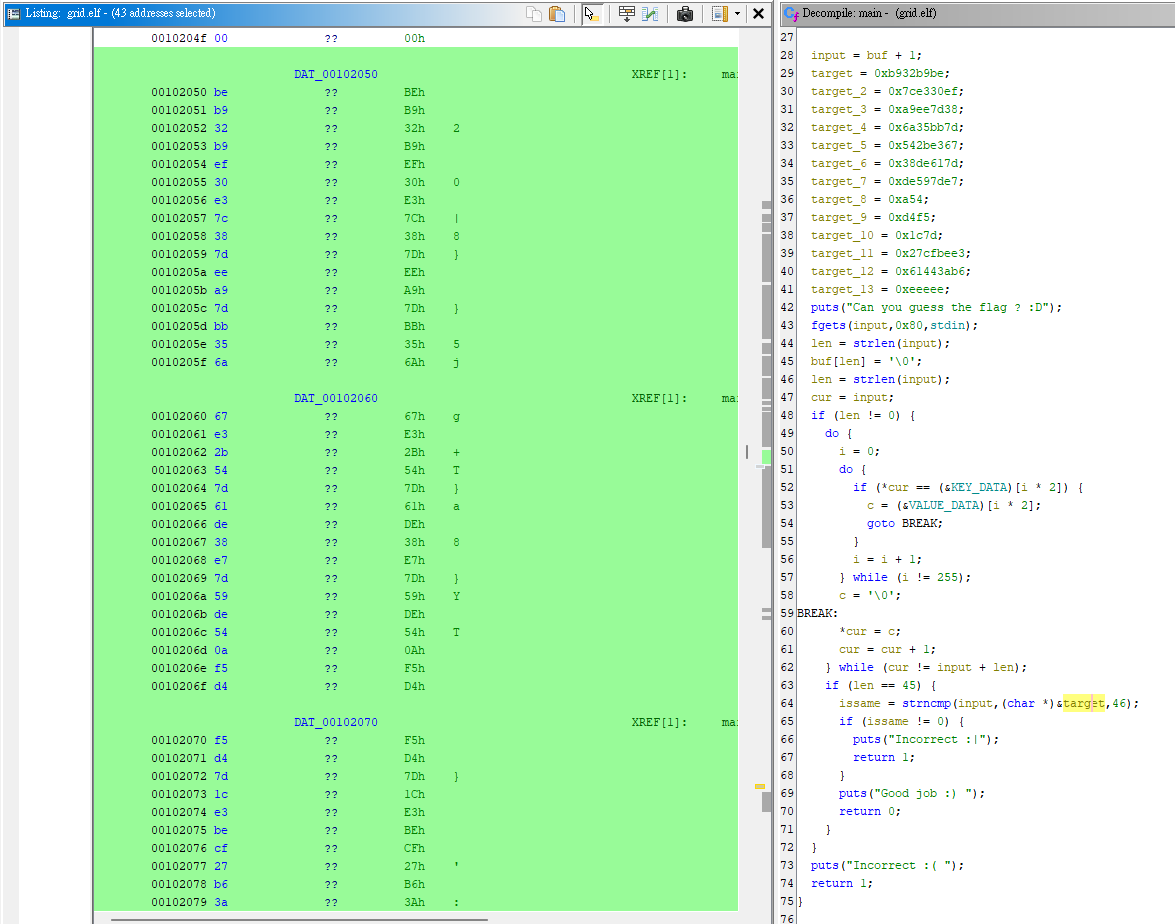 Listing: grid.elf - (43 addresses selected)
0010204f 00 ?? 00h
DAT_00102050 XREF[1]: mai
00102050 be ?? BEh
00102051 b9 ?? B9h
00102052 32 ?? 32h 2
00102053 b9 ?? B9h
00102054 ef ?? EFh
00102055 30 ?? 30h 0
00102056 e3 ?? E3h
00102057 7c ?? 7Ch |
00102058 38 ?? 38h 8
00102059 7d ?? 7Dh }
0010205a ee ?? EEh
0010205b a9 ?? A9h
0010205c 7d ?? 7Dh }
0010205d bb ?? BBh
0010205e 35 ?? 35h 5
0010205f 6a ?? 6Ah j
DAT_00102060 XREF[1]: mai
00102060 67 ?? 67h g
00102061 e3 ?? E3h
00102062 2b ?? 2Bh +
00102063 54 ?? 54h T
00102064 7d ?? 7Dh }
00102065 61 ?? 61h a
00102066 de ?? DEh
00102067 38 ?? 38h 8
00102068 e7 ?? E7h
00102069 7d ?? 7Dh }
0010206a 59 ?? 59h Y
0010206b de ?? DEh
0010206c 54 ?? 54h T
0010206d 0a ?? 0Ah
0010206e f5 ?? F5h
0010206f d4 ?? D4h
DAT_00102070 XREF[1]: mai
00102070 f5 ?? F5h
00102071 d4 ?? D4h
00102072 7d ?? 7Dh }
00102073 1c ?? 1Ch
00102074 e3 ?? E3h
00102075 be ?? BEh
00102076 cf ?? CFh
00102077 27 ?? 27h '
00102078 b6 ?? B6h
00102079 3a ?? 3Ah :
Decompile: main - (grid.elf)
27
28 input = buf + 1;
29 target = 0xb932b9be;
30 target_2 = 0x7ce330ef;
31 target_3 = 0xa9ee7d38;
32 target_4 = 0x6a35bb7d;
33 target_5 = 0x542be367;
34 target_6 = 0x38de617d;
35 target_7 = 0xde597de7;
36 target_8 = 0xa54;
37 target_9 = 0xd4f5;
38 target_10 = 0x1c7d;
39 target_11 = 0x27cfbee3;
40 target_12 = 0x61443ab6;
41 target_13 = 0xeeeee;
42 puts("Can you guess the flag ? :D");
43 fgets(input,0x80,stdin);
44 len = strlen(input);
45 buf[len] = '\0';
46 len = strlen(input);
47 cur = input;
48 if (len != 0) {
49 do {
50 i = 0;
51 do {
52 if (*cur == (&KEY_DATA)[i * 2]) {
53 c = (&VALUE_DATA)[i * 2];
54 goto BREAK;
55 }
56 i = i + 1;
57 } while (i != 255);
58 c = '\0';
59 BREAK:
60 *cur = c;
61 cur = cur + 1;
62 } while (cur != input + len);
63 if (len == 45) {
64 issame = strncmp(input,(char *)&target,46);
65 if (issame != 0) {
66 puts("Incorrect :|");
67 return 1;
68 }
69 puts("Good job :) ");
70 return 0;
71 }
72 }
73 puts("Incorrect :( ");
74 return 1;
75 }
76